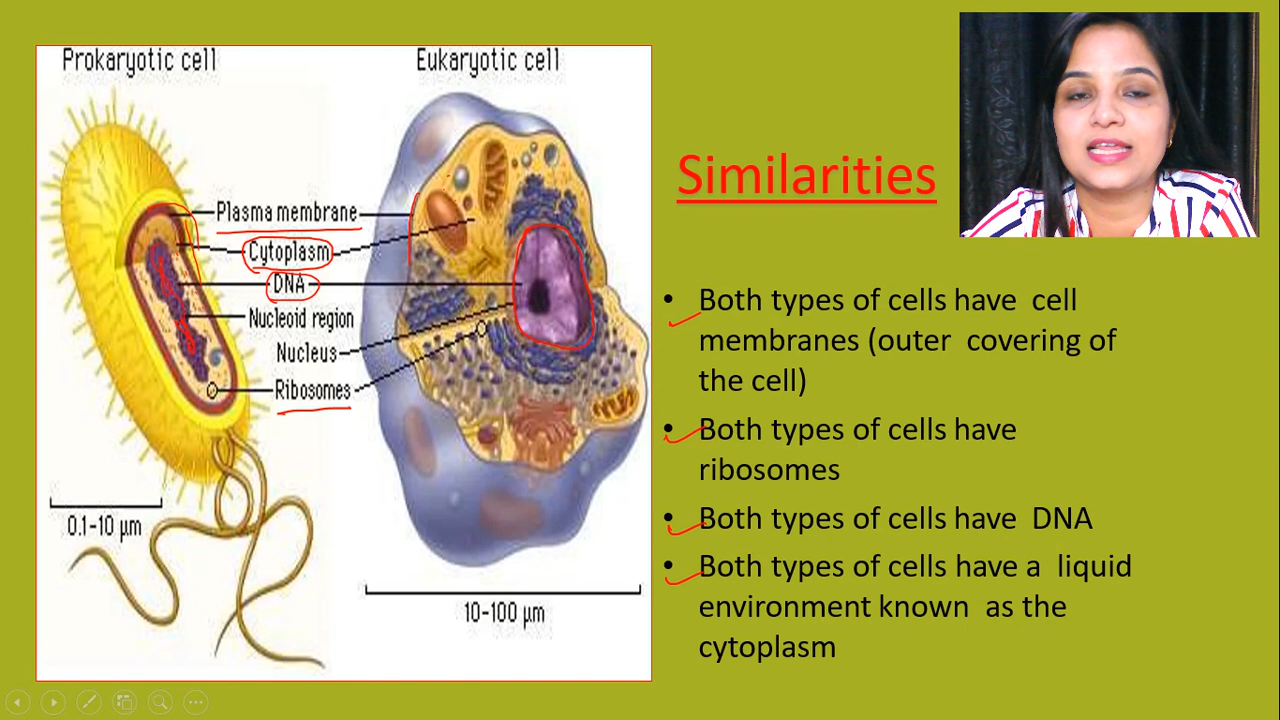 Prokaryotic cell
Eukaryotic cell
Plasma membrane
Cytoplasm
DNA
Nucleoid region
Nucleus
Ribosomes
0.1-10 µm
10-100 µm
Similarities
• Both types of cells have cell
membranes (outer covering of
the cell)
• Both types of cells have
ribosomes
• Both types of cells have DNA
• Both types of cells have a liquid
environment known as the
cytoplasm